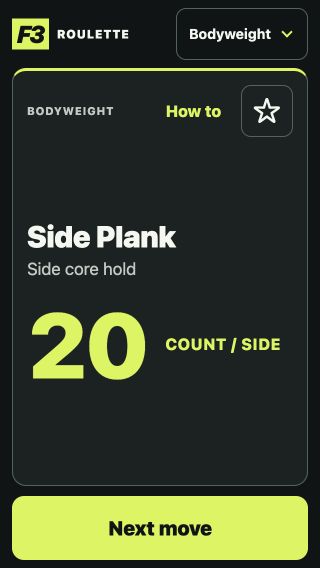 F3 ROULETTE
Bodyweight
BODYWEIGHT
How to
Side Plank
Side core hold
20 COUNT / SIDE
Next move